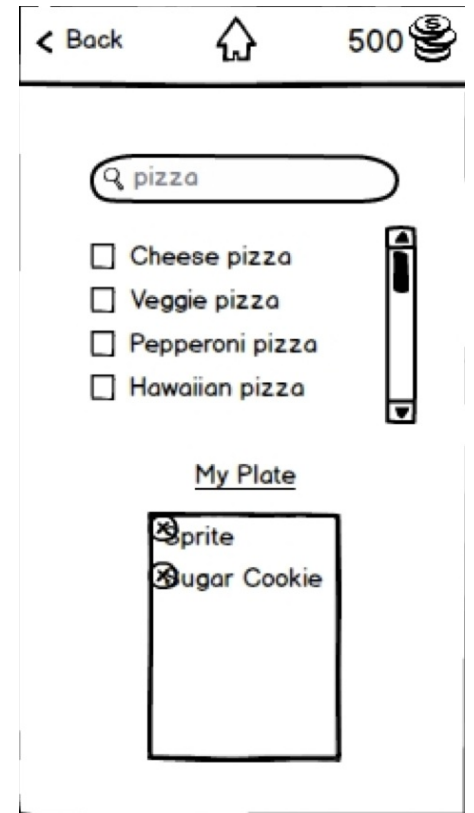 < Back 500
pizza
Cheese pizza
Veggie pizza
Pepperoni pizza
Hawaiian pizza
My Plate
Sprite
Sugar Cookie